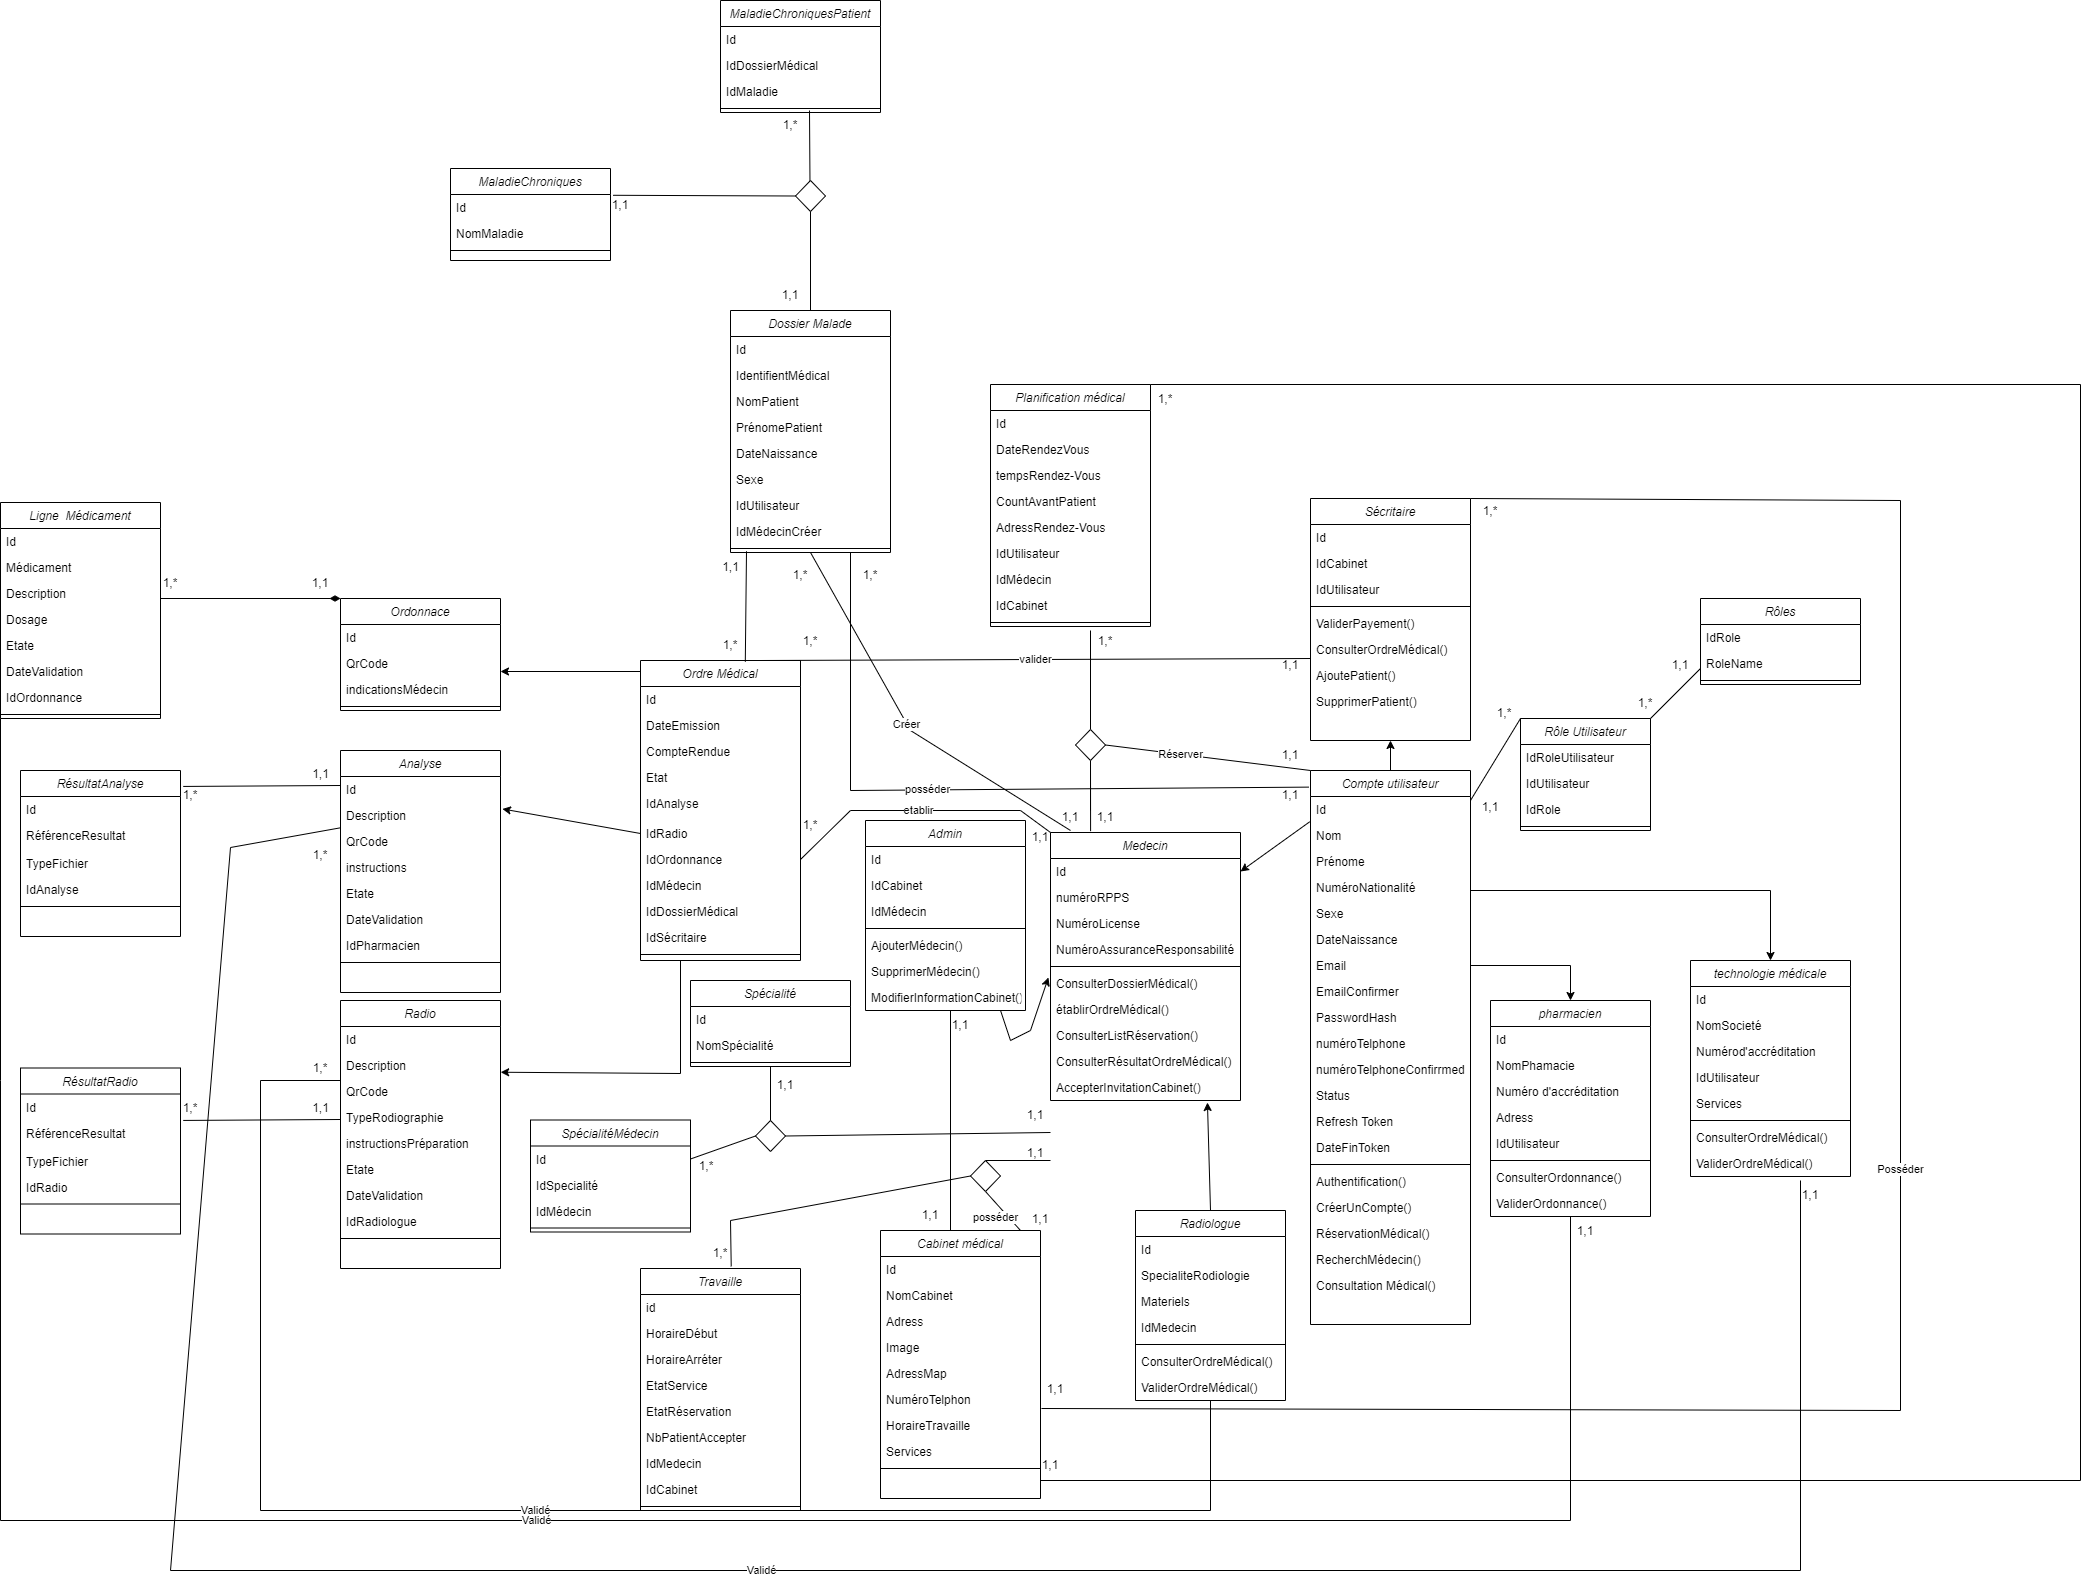 MaladieChroniquesPatient
Id
IdDossierMédical
IdMaladie
1,*
MaladieChroniques
Id
NomMaladie
1,1
1,1
Dossier Malade
Id
IdentifientMédical
NomPatient
PrénomePatient
DateNaissance
Sexe
IdUtilisateur
IdMédecinCréer
1,1
1,*
1,*
Planification médical
Id
DateRendezVous
tempsRendez-Vous
CountAvantPatient
AdressRendez-Vous
IdUtilisateur
IdMédecin
IdCabinet
1,*
1,*
Sécritaire
Id
IdCabinet
IdUtilisateur
ValiderPayement()
ConsulterOrdreMédical()
AjoutePatient()
SupprimerPatient()
1,*
1,1
Rôles
IdRole
RoleName
1,1
1,*
Rôle Utilisateur
IdRoleUtilisateur
IdUtilisateur
IdRole
1,*
1,1
Ligne  Médicament
Id
Médicament
Description
Dosage
Etate
DateValidation
IdOrdonnance
1,*
1,1
Ordonnace
Id
QrCode
indicationsMédecin
Ordre Médical
Id
DateEmission
CompteRendue
Etat
IdAnalyse
IdRadio
IdOrdonnance
IdMédecin
IdDossierMédical
IdSécritaire
1,*
1,*
1,*
valider
Créer
posséder
etablir
Réserver
1,1
1,1
1,1
1,1
1,1
RésultatAnalyse
Id
RéférenceResultat
TypeFichier
IdAnalyse
1,*
1,1
Analyse
Id
Description
QrCode
instructions
Etate
DateValidation
IdPharmacien
1,*
RésultatRadio
Id
RéférenceResultat
TypeFichier
IdRadio
1,*
1,1
Radio
Id
Description
QrCode
TypeRodiographie
instructionsPréparation
Etate
DateValidation
IdRadiologue
1,*
Admin
Id
IdCabinet
IdMédecin
AjouterMédecin()
SupprimerMédecin()
ModifierInformationCabinet()
1,1
Medecin
Id
numéroRPPS
NuméroLicense
NuméroAssuranceResponsabilité
ConsulterDossierMédical()
établirOrdreMédical()
ConsulterListRéservation()
ConsulterRésultatOrdreMédical()
AccepterInvitationCabinet()
1,1
1,1
Compte utilisateur
Id
Nom
Prénome
NuméroNationalité
Sexe
DateNaissance
Email
EmailConfirmer
PasswordHash
numéroTelphone
numéroTelphoneConfirrmed
Status
Refresh Token
DateFinToken
Authentification()
CréerUnCompte()
RéservationMédical()
RecherchMédecin()
Consultation Médical()
technologie médicale
Id
NomSocieté
Numérod'accréditation
IdUtilisateur
Services
ConsulterOrdreMédical()
ValiderOrdreMédical()
1,1
pharmacien
Id
NomPhamacie
Numéro d'accréditation
Adress
IdUtilisateur
ConsulterOrdonnance()
ValiderOrdonnance()
1,1
Posséder
Spécialité
Id
NomSpécialité
1,1
SpécialitéMédecin
Id
IdSpecialité
IdMédecin
1,*
Travaille
id
HoraireDébut
HoraireArréter
EtatService
EtatRéservation
NbPatientAccepter
IdMedecin
IdCabinet
1,*
posséder
1,1
1,1
Cabinet médical
Id
NomCabinet
Adress
Image
AdressMap
NuméroTelphon
HoraireTravaille
Services
1,1
1,1
Radiologue
Id
SpecialiteRodiologie
Materiels
IdMedecin
ConsulterOrdreMédical()
ValiderOrdreMédical()
Validé
Validé
Validé